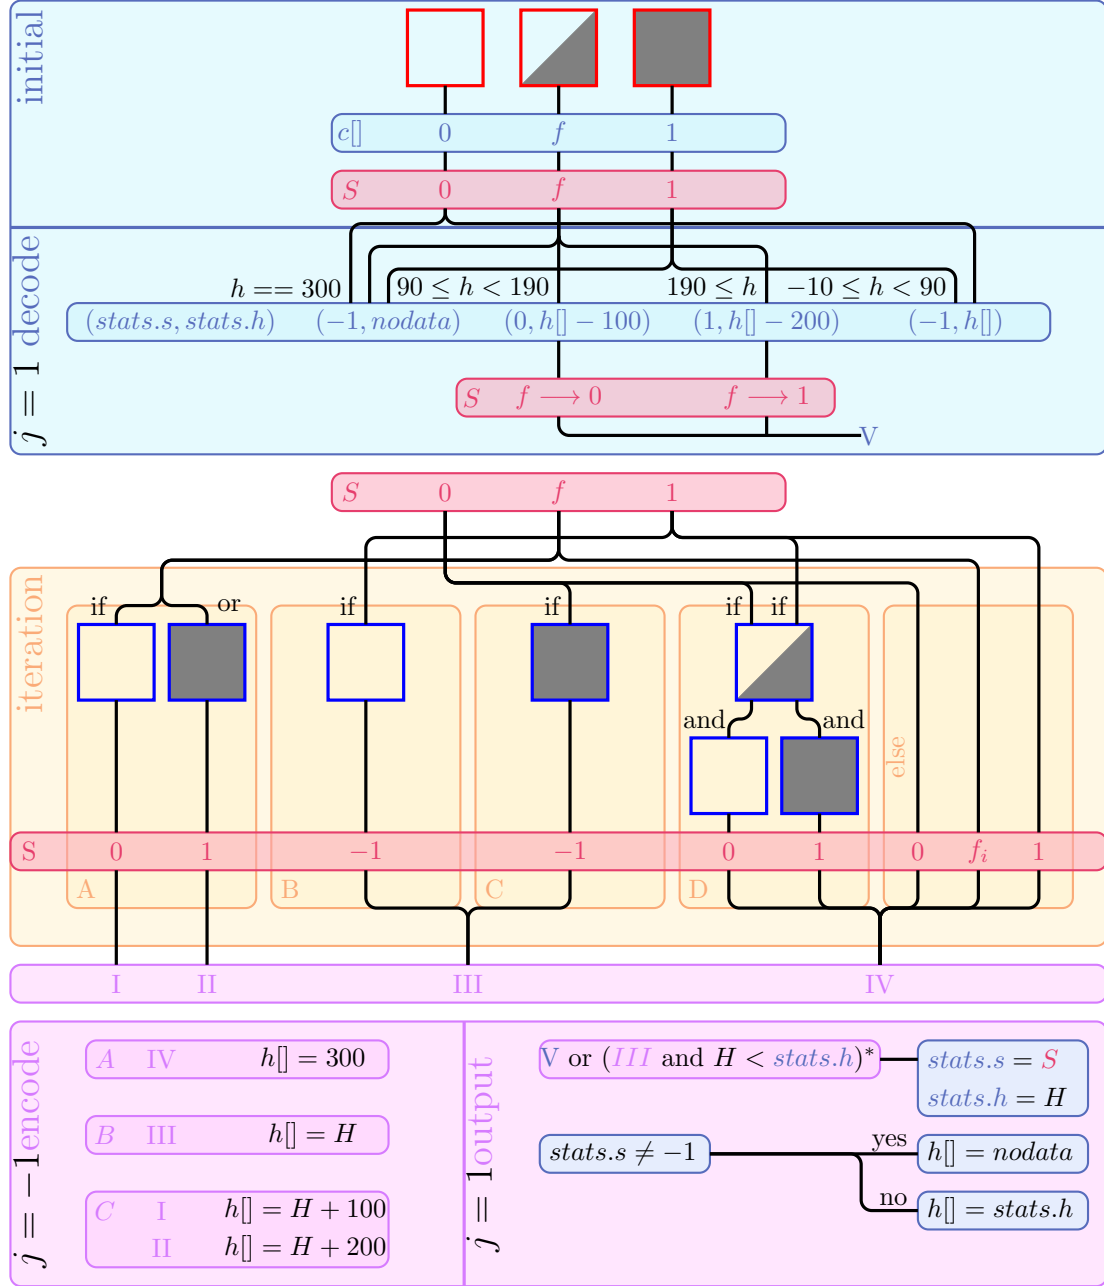 initial
c[] 0 f 1
S 0 f 1
j = 1 decode
h == 300 90 ≤ h < 190 190 ≤ h −10 ≤ h < 90
(stats.s, stats.h) (−1, nodata) (0, h[] − 100) (1, h[] − 200) (−1, h[])
S f ⟶ 0 f ⟶ 1
V
S 0 f 1
iteration
if or if if if if
and and
else
S 0 1 −1 −1 0 1 0 f_i 1
A B C D
I II III IV
j = −1 encode
A IV h[] = 300
B III h[] = H
C I h[] = H + 100
II h[] = H + 200
j = 1 output
V or (III and H < stats.h)*
stats.s = S
stats.h = H
stats.s ≠ −1 yes h[] = nodata
no h[] = stats.h